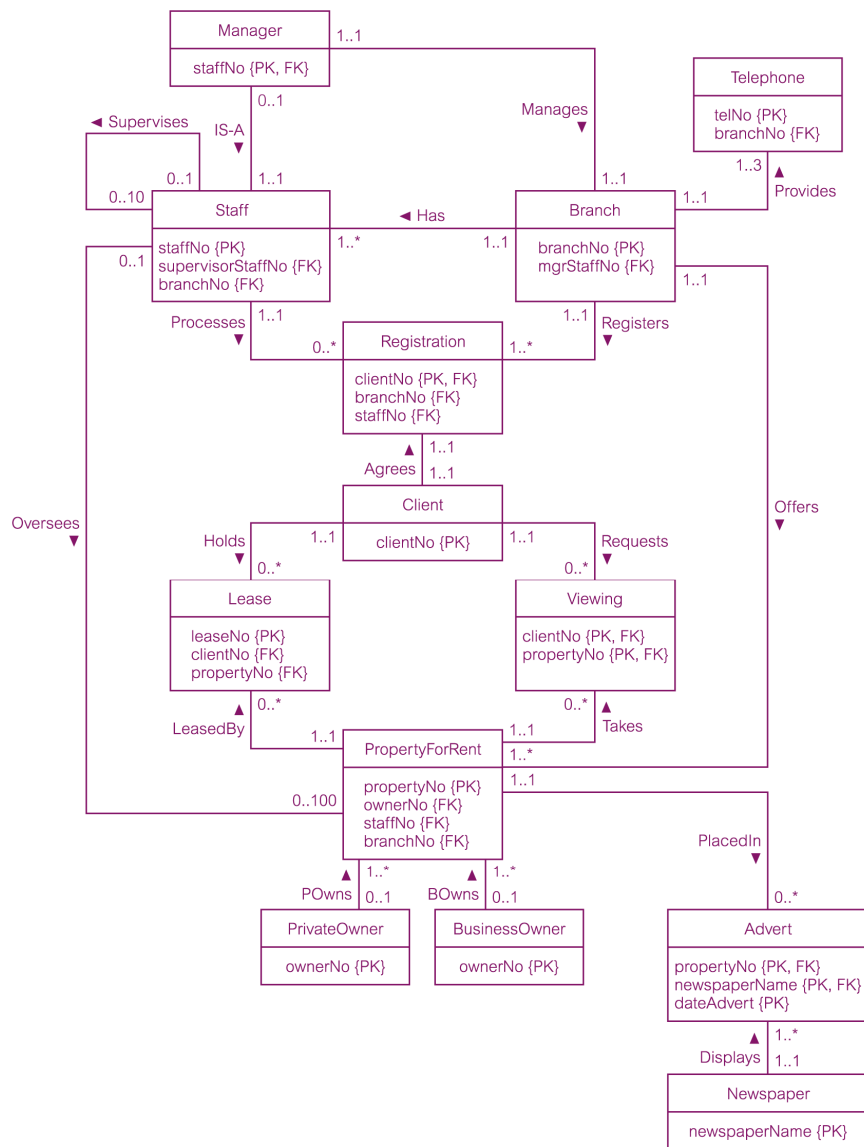 Manager
staffNo {PK, FK}
1..1
0..1
◄ Supervises
IS-A
▼
Manages
▼
Telephone
telNo {PK}
branchNo {FK}
1..3
▲
Provides
0..1
0..10
1..1
Staff
staffNo {PK}
supervisorStaffNo {FK}
branchNo {FK}
◄ Has
1..*
1..1
1..1
Branch
branchNo {PK}
mgrStaffNo {FK}
1..1
1..1
0..1
1..1
Processes
▼
0..*
Registration
clientNo {PK, FK}
branchNo {FK}
staffNo {FK}
1..1
Registers
▼
1..*
▲
1..1
Agrees
1..1
Client
clientNo {PK}
Oversees
▼
Offers
▼
1..1
Holds
▼
0..*
1..1
Requests
▼
0..*
Lease
leaseNo {PK}
clientNo {FK}
propertyNo {FK}
Viewing
clientNo {PK, FK}
propertyNo {PK, FK}
▲
0..*
LeasedBy
1..1
0..*
▲
Takes
1..1
1..*
1..1
PropertyForRent
propertyNo {PK}
ownerNo {FK}
staffNo {FK}
branchNo {FK}
0..100
PlacedIn
▼
0..*
▲
1..*
POwns
0..1
▲
1..*
BOwns
0..1
PrivateOwner
ownerNo {PK}
BusinessOwner
ownerNo {PK}
Advert
propertyNo {PK, FK}
newspaperName {PK, FK}
dateAdvert {PK}
▲
1..*
Displays
1..1
Newspaper
newspaperName {PK}